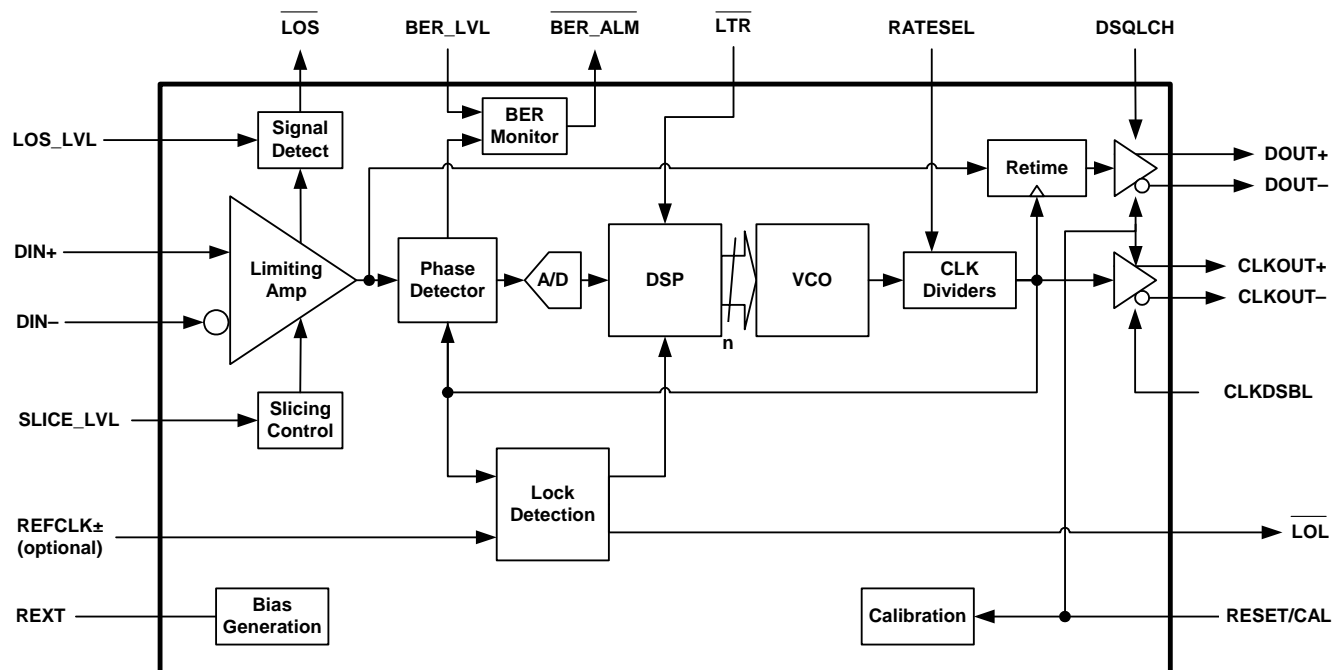 LOS
BER_LVL
BER_ALM
LTR
RATESEL
DSQLCH
LOS_LVL
Signal
Detect
BER
Monitor
Retime
DOUT+
DOUT–
DIN+
DIN–
Limiting
Amp
Phase
Detector
A/D
DSP
n
VCO
CLK
Dividers
CLKOUT+
CLKOUT–
CLKDSBL
SLICE_LVL
Slicing
Control
REFCLK±
(optional)
Lock
Detection
LOL
REXT
Bias
Generation
Calibration
RESET/CAL